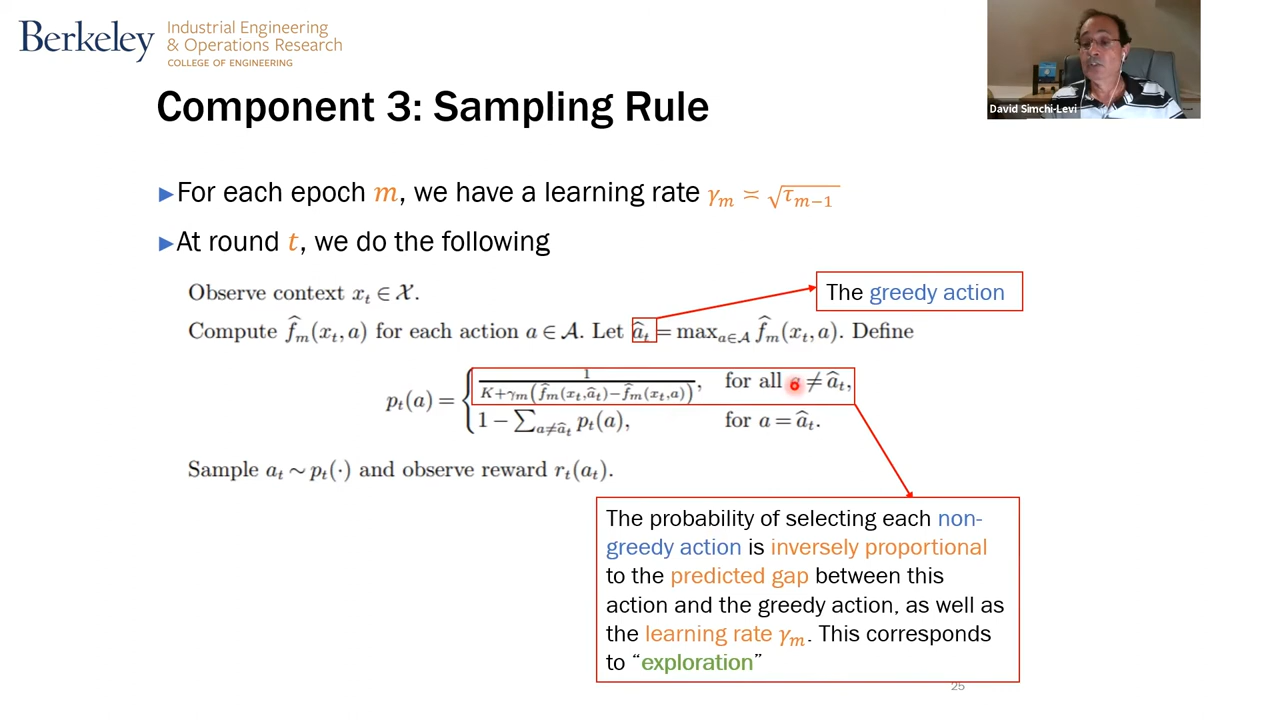 Berkeley
Industrial Engineering
& Operations Research
COLLEGE OF ENGINEERING
David Simchi-Levi
Component 3: Sampling Rule
►For each epoch m, we have a learning rate γ_m ≍ √τ_{m−1}
►At round t, we do the following
Observe context x_t ∈ 𝒳.
The greedy action
Compute f̂_m(x_t, a) for each action a ∈ 𝒜. Let â_t = max_{a∈𝒜} f̂_m(x_t, a). Define
p_t(a) = { 1 / (K+γ_m(f̂_m(x_t,â_t)−f̂_m(x_t,a))), for all a ≠ â_t,
1 − ∑_{a≠â_t} p_t(a), for a = â_t.
Sample a_t ∼ p_t(·) and observe reward r_t(a_t).
The probability of selecting each non-
greedy action is inversely proportional
to the predicted gap between this
action and the greedy action, as well as
the learning rate γ_m. This corresponds
to “exploration”
25